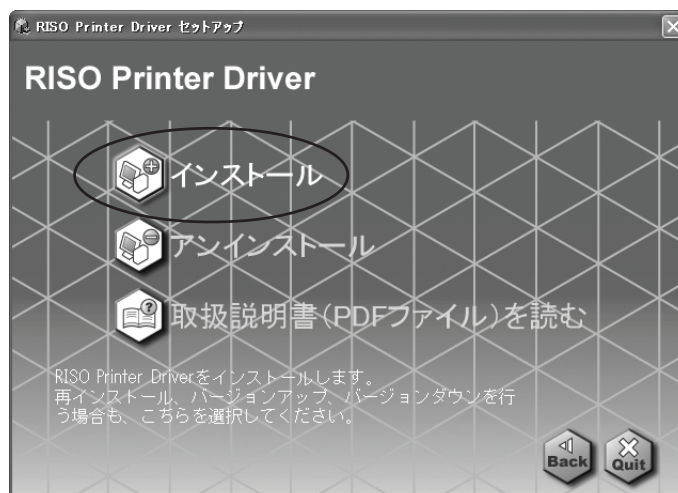 RISO Printer Driver セットアップ
RISO Printer Driver
インストール
アンインストール
取扱説明書(PDFファイル)を読む
RISO Printer Driverをインストールします。
再インストール、バージョンアップ、バージョンダウンを行
う場合も、こちらを選択してください。
Back
Quit